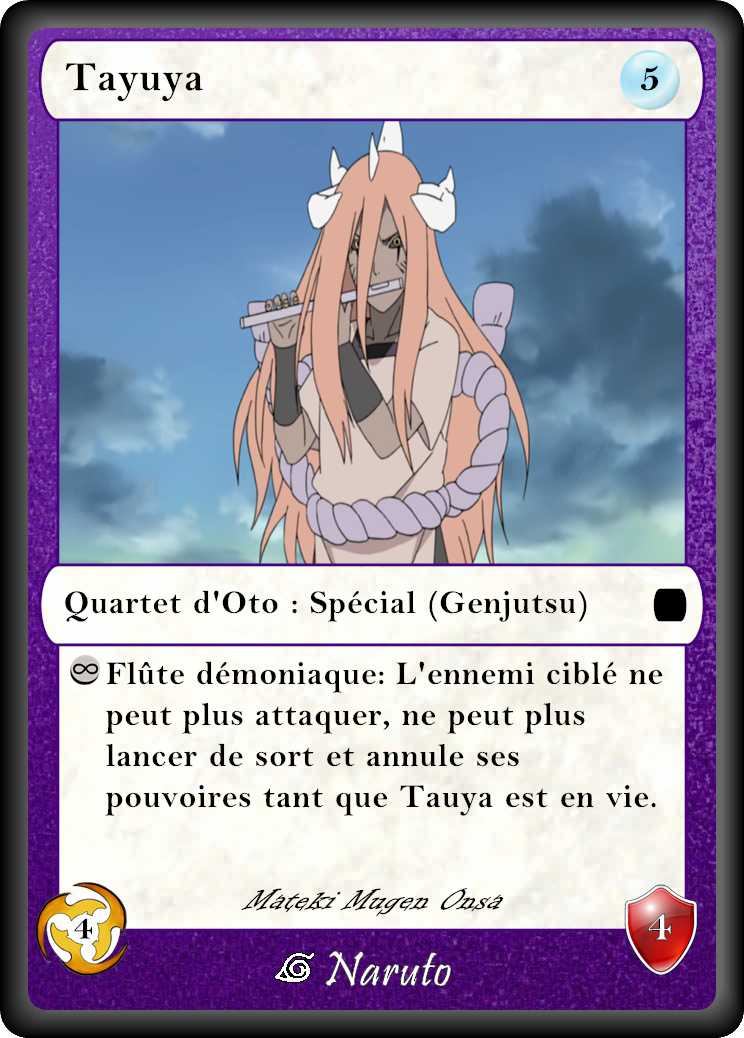 Tayuya
5
Quartet d'Oto : Spécial (Genjutsu)
∞ Flûte démoniaque: L'ennemi ciblé ne
peut plus attaquer, ne peut plus
lancer de sort et annule ses
pouvoires tant que Tauya est en vie.
Mateki Mugen Onsa
4
4
Naruto